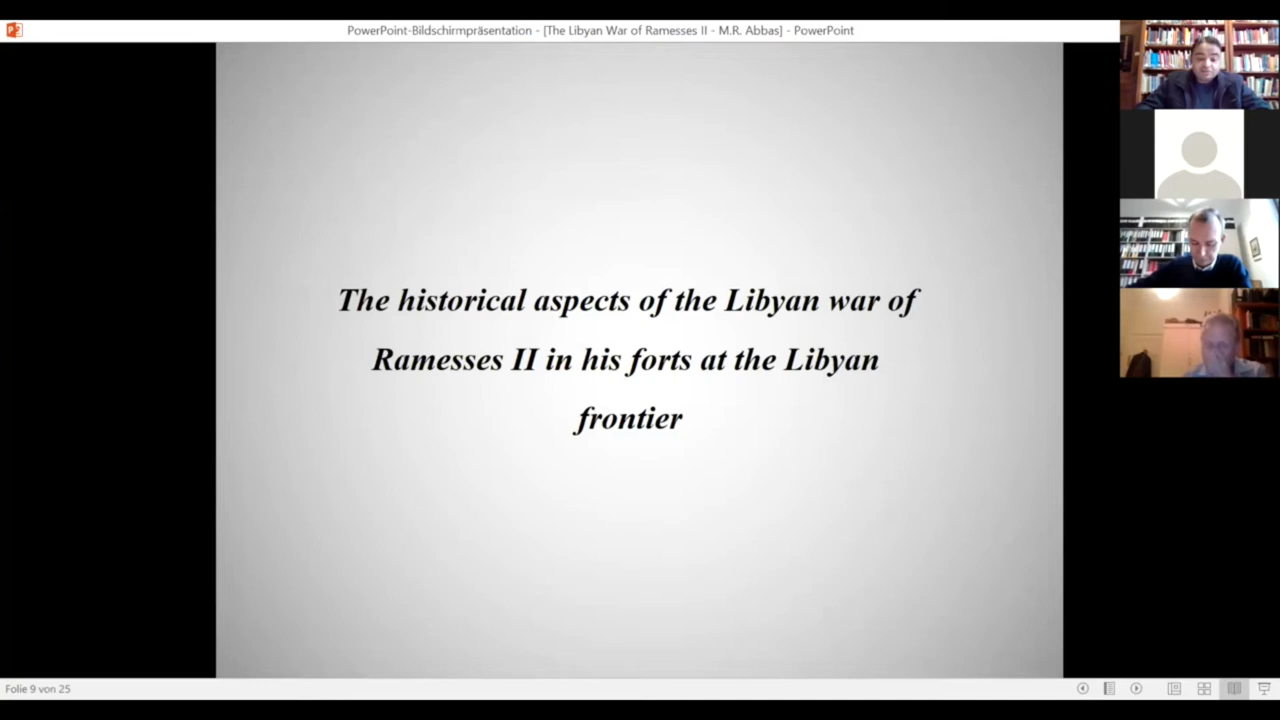 PowerPoint-Bildschirmpräsentation - [The Libyan War of Ramesses II - M.R. Abbas] - PowerPoint
The historical aspects of the Libyan war of
Ramesses II in his forts at the Libyan
frontier
Folie 9 von 25